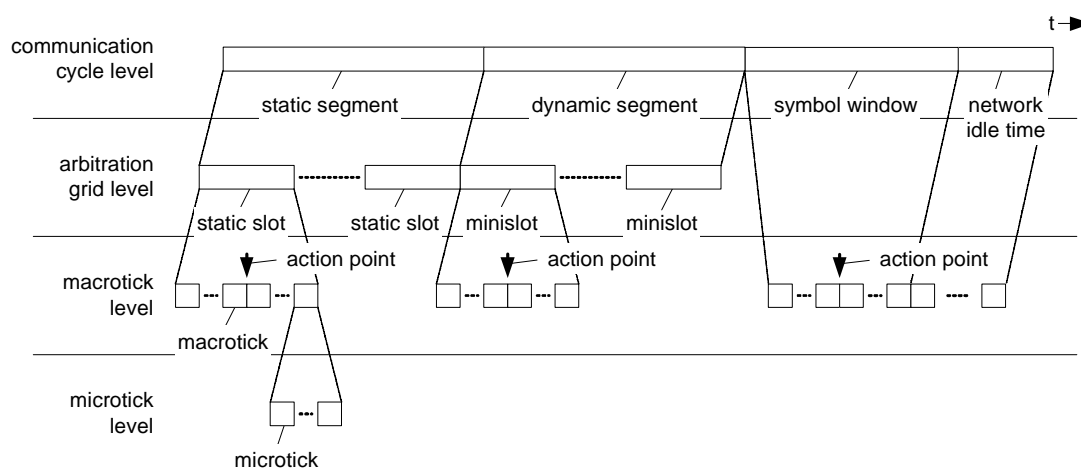 t
communication
cycle level
static segment
dynamic segment
symbol window
network
idle time
arbitration
grid level
static slot
static slot
minislot
minislot
macrotick
level
action point
action point
action point
macrotick
microtick
level
microtick